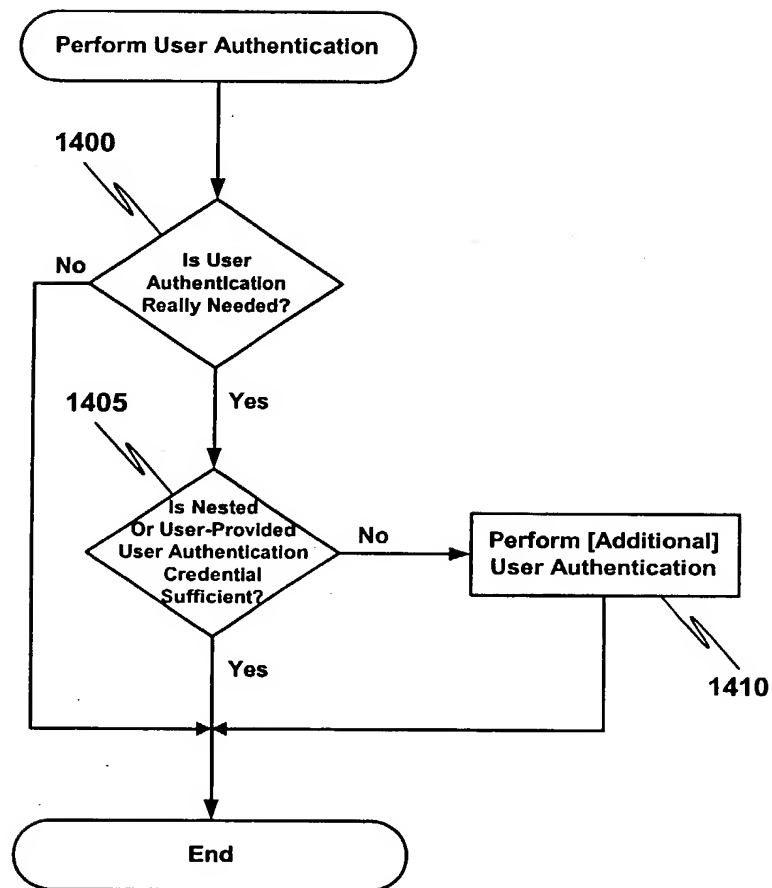 Perform User Authentication
1400
Is User
Authentication
Really Needed?
No
Yes
1405
Is Nested
Or User-Provided
User Authentication
Credential
Sufficient?
No
Perform [Additional]
User Authentication
Yes
1410
End